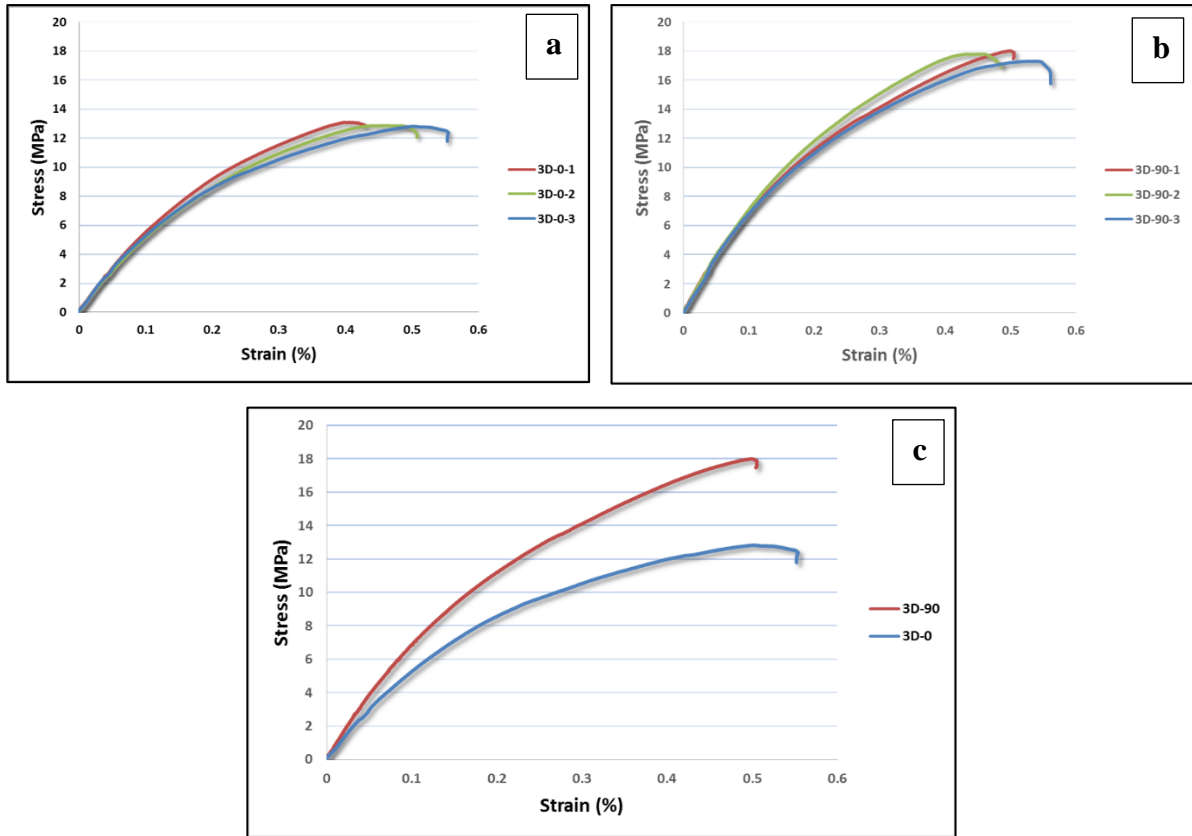 a
20
18
16
14
12
10
8
6
4
2
0
Stress (MPa)
0 0.1 0.2 0.3 0.4 0.5 0.6
Strain (%)
3D-0-1
3D-0-2
3D-0-3
b
20
18
16
14
12
10
8
6
4
2
0
Stress (MPa)
0 0.1 0.2 0.3 0.4 0.5 0.6
Strain (%)
3D-90-1
3D-90-2
3D-90-3
c
20
18
16
14
12
10
8
6
4
2
0
Stress (MPa)
0 0.1 0.2 0.3 0.4 0.5 0.6
Strain (%)
3D-90
3D-0